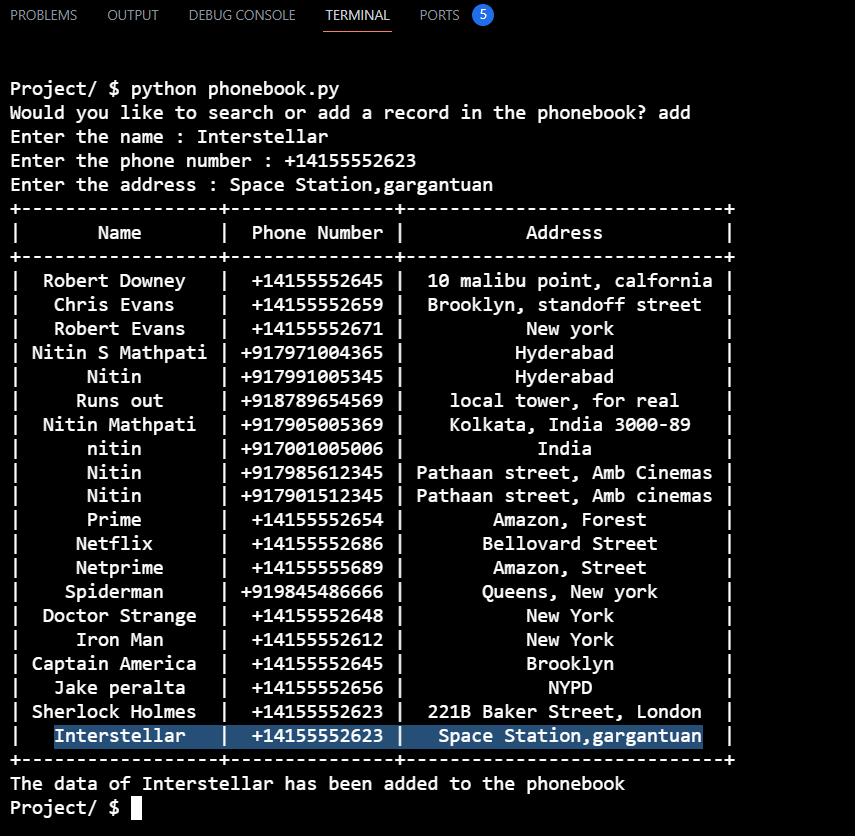 PROBLEMS OUTPUT DEBUG CONSOLE TERMINAL PORTS 5
Project/ $ python phonebook.py
Would you like to search or add a record in the phonebook? add
Enter the name : Interstellar
Enter the phone number : +14155552623
Enter the address : Space Station,gargantuan
+------------------+---------------+-----------------------------+
| Name | Phone Number | Address |
+------------------+---------------+-----------------------------+
| Robert Downey | +14155552645 | 10 malibu point, calfornia |
| Chris Evans | +14155552659 | Brooklyn, standoff street |
| Robert Evans | +14155552671 | New york |
| Nitin S Mathpati | +917971004365 | Hyderabad |
| Nitin | +917991005345 | Hyderabad |
| Runs out | +918789654569 | local tower, for real |
| Nitin Mathpati | +917905005369 | Kolkata, India 3000-89 |
| nitin | +917001005006 | India |
| Nitin | +917985612345 | Pathaan street, Amb Cinemas |
| Nitin | +917901512345 | Pathaan street, Amb cinemas |
| Prime | +14155552654 | Amazon, Forest |
| Netflix | +14155552686 | Bellovard Street |
| Netprime | +14155555689 | Amazon, Street |
| Spiderman | +919845486666 | Queens, New york |
| Doctor Strange | +14155552648 | New York |
| Iron Man | +14155552612 | New York |
| Captain America | +14155552645 | Brooklyn |
| Jake peralta | +14155552656 | NYPD |
| Sherlock Holmes | +14155552623 | 221B Baker Street, London |
| Interstellar | +14155552623 | Space Station,gargantuan |
+------------------+---------------+-----------------------------+
The data of Interstellar has been added to the phonebook
Project/ $